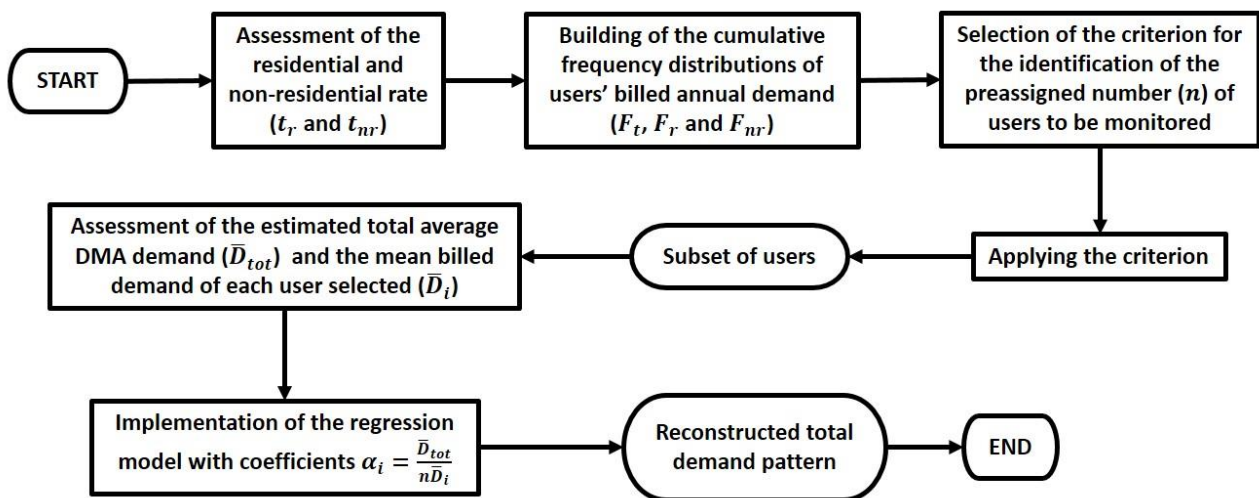 START
Assessment of the
residential and
non-residential rate
(t_r and t_nr)
Building of the cumulative
frequency distributions of
users' billed annual demand
(F_t, F_r and F_nr)
Selection of the criterion for
the identification of the
preassigned number (n) of
users to be monitored
Applying the criterion
Subset of users
Assessment of the estimated total average
DMA demand (D̅_tot) and the mean billed
demand of each user selected (D̅_i)
Implementation of the regression
model with coefficients α_i = D̅_tot / nD̅_i
Reconstructed total
demand pattern
END